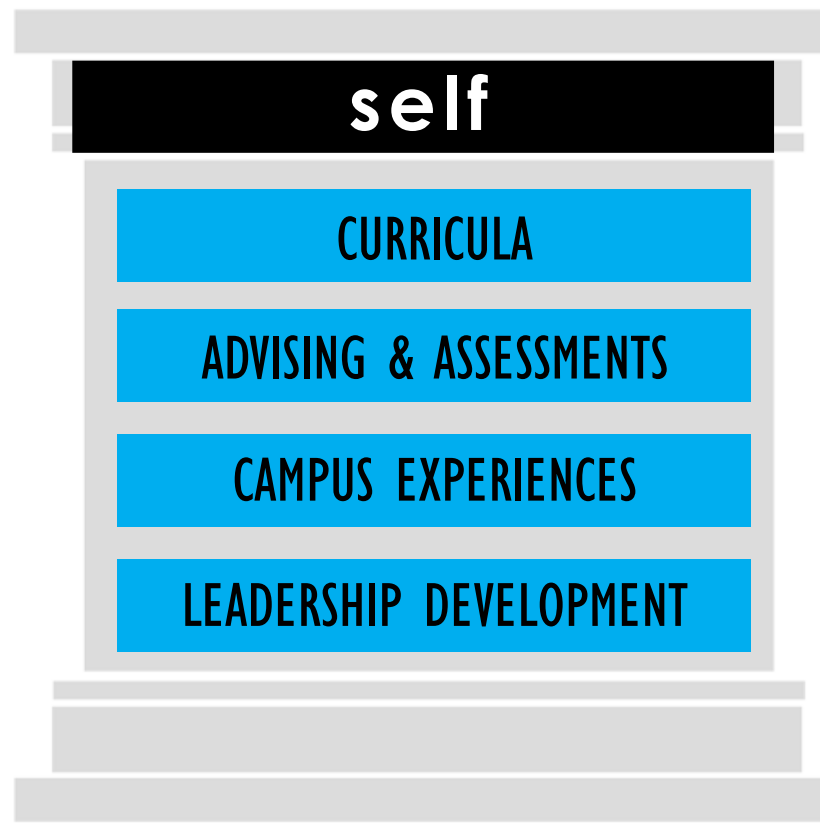 self
CURRICULA
ADVISING & ASSESSMENTS
CAMPUS EXPERIENCES
LEADERSHIP DEVELOPMENT